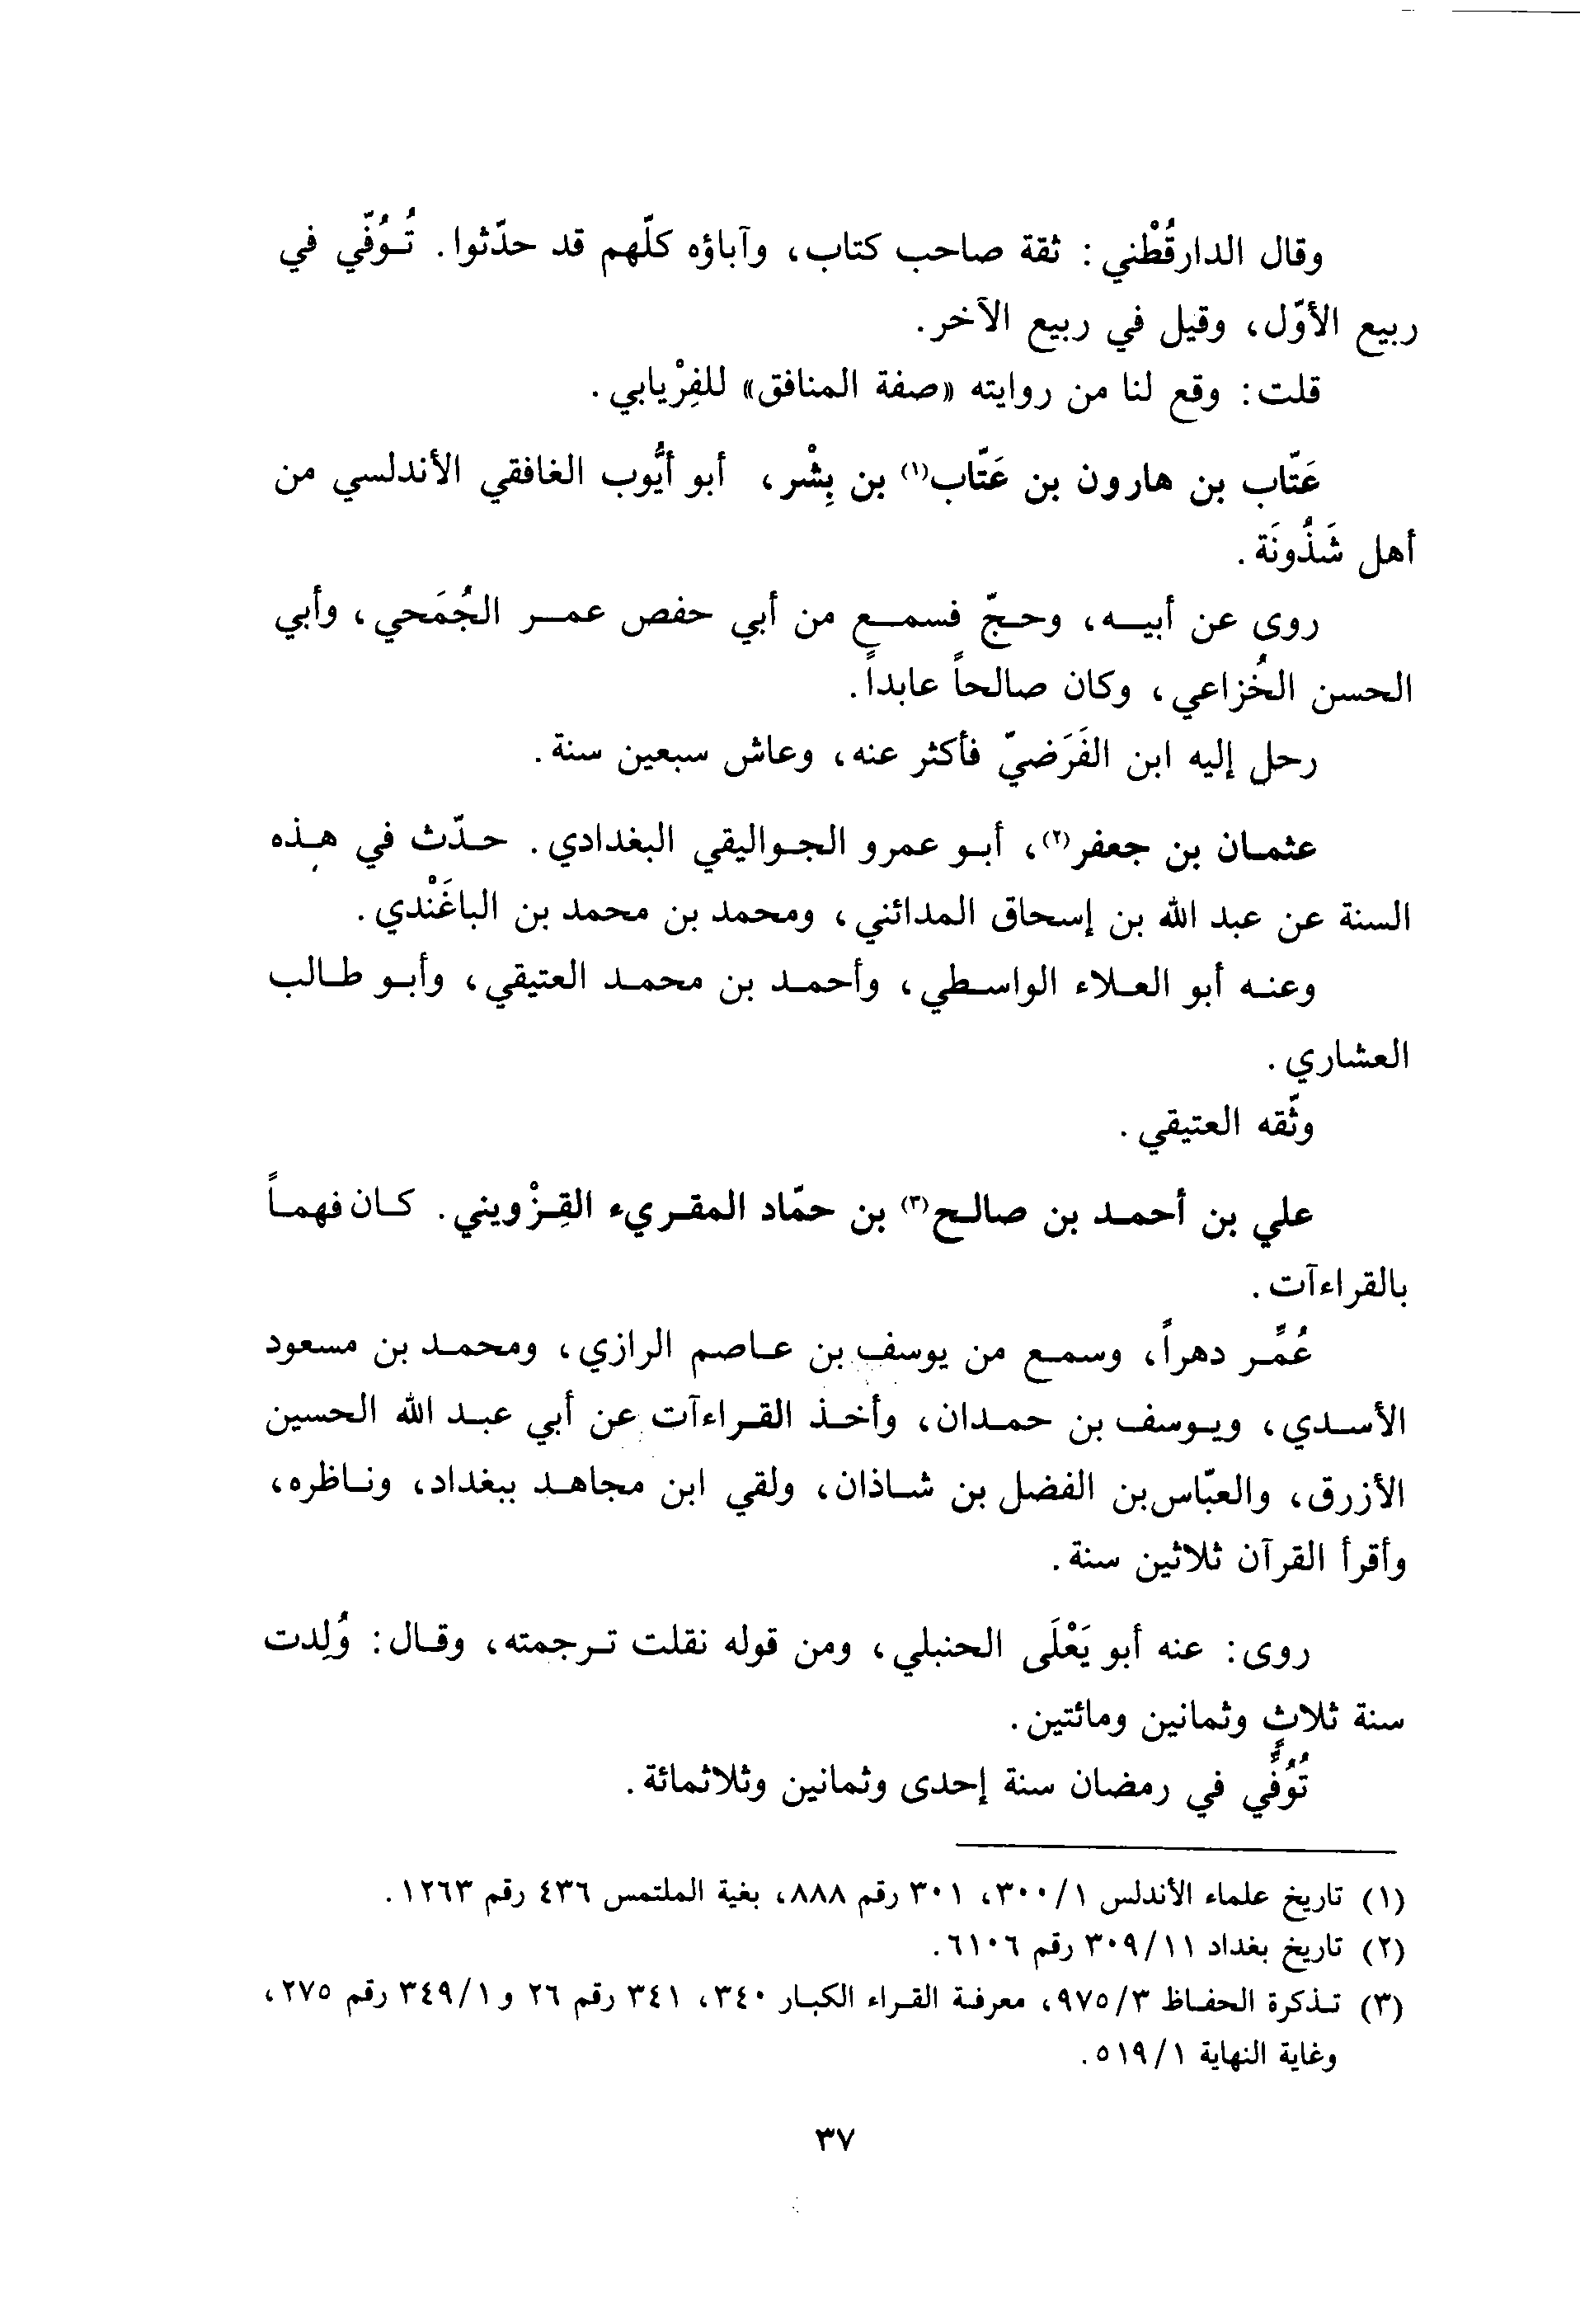 وقال الدارقُطْني: ثقة صاحب كتاب، وآباؤه كلّهم قد حدّثوا. تُوُفّي في
ربيع الأوّل، وقيل في ربيع الآخر.
قلت: وقع لنا من روايته «صفة المنافق» للفِرْيابي.
عَتّاب بن هارون بن عَتّاب(١) بن بِشْر، أبو أيُّوب الغافقي الأندلسي من
أهل شَذُونَة.
روى عن أبيه، وحجّ فسمع من أبي حفص عمر الجُمَحي، وأبي
الحسن الخُزاعي، وكان صالحاً عابداً.
رحل إليه ابن الفَرَضيّ فأكثر عنه، وعاش سبعين سنة.
عثمان بن جعفر(٢)، أبو عمرو الجواليقي البغدادي. حدّث في هذه
السنة عن عبد الله بن إسحاق المدائني، ومحمد بن محمد بن الباغَنْدي.
وعنه أبو العلاء الواسطي، وأحمد بن محمد العتيقي، وأبو طالب
العشاري.
وثّقه العتيقي.
علي بن أحمد بن صالح(٣) بن حمّاد المقريء القِزْويني. كان فهماً
بالقراءآت.
عُمِّر دهراً، وسمع من يوسف بن عاصم الرازي، ومحمد بن مسعود
الأسدي، ويوسف بن حمدان، وأخذ القراءآت عن أبي عبد الله الحسين
الأزرق، والعبّاس بن الفضل بن شاذان، ولقي ابن مجاهد ببغداد، وناظره،
وأقرأ القرآن ثلاثين سنة.
روى: عنه أبو يَعْلَى الحنبلي، ومن قوله نقلت ترجمته، وقال: وُلِدت
سنة ثلاثٍ وثمانين ومائتين.
تُوُفِّي في رمضان سنة إحدى وثمانين وثلاثمائة.
(١) تاريخ علماء الأندلس ٣٠٠/١، ٣٠١ رقم ٨٨٨، بغية الملتمس ٤٣٦ رقم ١٢٦٣.
(٢) تاريخ بغداد ٣٠٩/١١ رقم ٦١٠٦.
(٣) تذكرة الحفاظ ٩٧٥/٣، معرفة القراء الكبار ٣٤٠، ٣٤١ رقم ٢٦ و ٣٤٩/١ رقم ٢٧٥،
وغاية النهاية ٥١٩/١.
٣٧